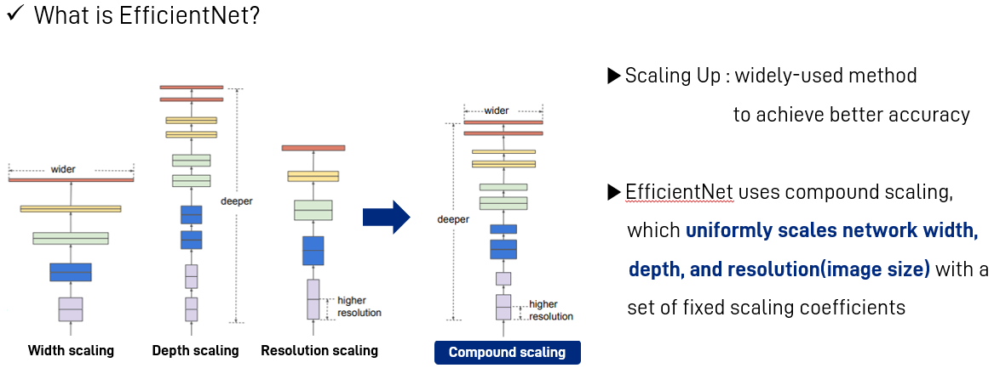 ✓ What is EfficientNet?
wider
Width scaling
deeper
Depth scaling
higher
resolution
Resolution scaling
wider
deeper
higher
resolution
Compound scaling
▶Scaling Up : widely-used method
to achieve better accuracy
▶EfficientNet uses compound scaling,
which uniformly scales network width,
depth, and resolution(image size) with a
set of fixed scaling coefficients